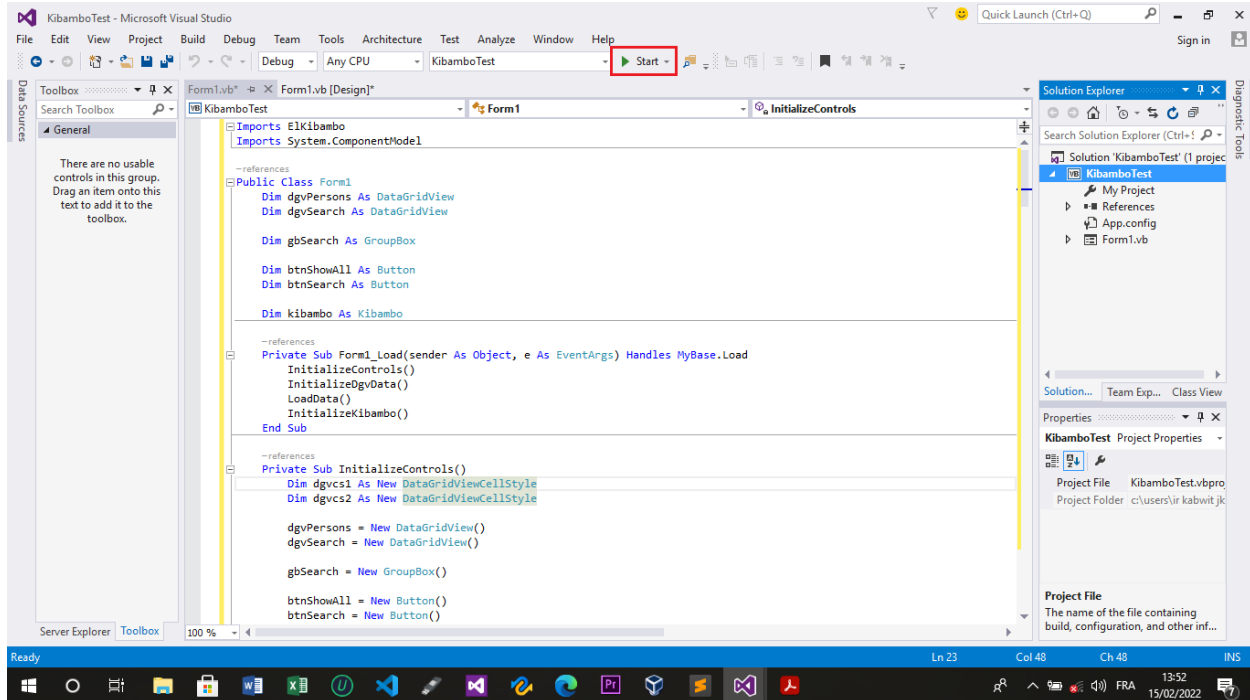 KibamboTest - Microsoft Visual Studio
Quick Launch (Ctrl+Q)
File Edit View Project Build Debug Team Tools Architecture Test Analyze Window Help
Sign in
Debug Any CPU KibamboTest Start
Data Sources
Toolbox
Search Toolbox
General
There are no usable
controls in this group.
Drag an item onto this
text to add it to the
toolbox.
Server Explorer Toolbox
Form1.vb* Form1.vb [Design]*
VB KibamboTest Form1 InitializeControls
Imports ElKibambo
Imports System.ComponentModel
-references
Public Class Form1
Dim dgvPersons As DataGridView
Dim dgvSearch As DataGridView
Dim gbSearch As GroupBox
Dim btnShowAll As Button
Dim btnSearch As Button
Dim kibambo As Kibambo
-references
Private Sub Form1_Load(sender As Object, e As EventArgs) Handles MyBase.Load
InitializeControls()
InitializeDgvData()
LoadData()
InitializeKibambo()
End Sub
-references
Private Sub InitializeControls()
Dim dgvcs1 As New DataGridViewCellStyle
Dim dgvcs2 As New DataGridViewCellStyle
dgvPersons = New DataGridView()
dgvSearch = New DataGridView()
gbSearch = New GroupBox()
btnShowAll = New Button()
btnSearch = New Button()
100 %
Solution Explorer
Search Solution Explorer (Ctrl+
Solution 'KibamboTest' (1 projec
VB KibamboTest
My Project
References
App.config
Form1.vb
Solution... Team Exp... Class View
Properties
KibamboTest Project Properties
Project File KibamboTest.vbpro
Project Folder c:\users\ir kabwit jk
Project File
The name of the file containing
build, configuration, and other inf...
Diagnostic Tools
Ready Ln 23 Col 48 Ch 48 INS
Pr
FRA
13:52
15/02/2022
7